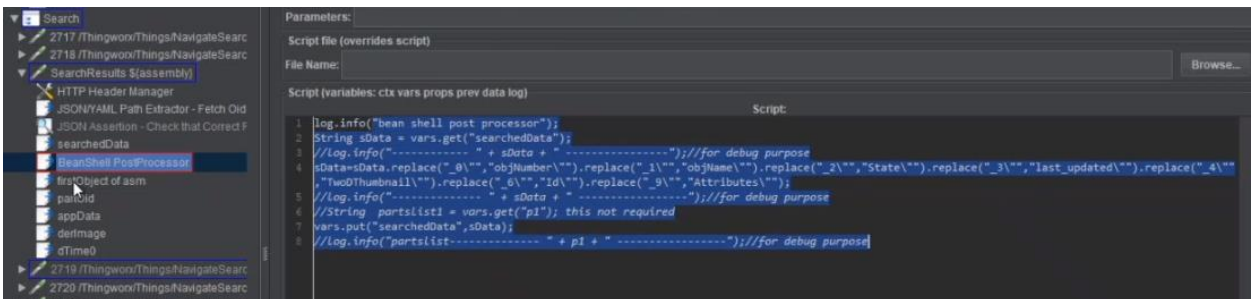 Search
2717 /Thingworx/Things/NavigateSearc
2718 /Thingworx/Things/NavigateSearc
SearchResults ${assembly}
HTTP Header Manager
JSON/YAML Path Extractor - Fetch Oid
JSON Assertion - Check that Correct F
searchedData
BeanShell PostProcessor
firstObject of asm
partOid
appData
derImage
dTime0
2719 /Thingworx/Things/NavigateSearc
2720 /Thingworx/Things/NavigateSearc
Parameters:
Script file (overrides script)
File Name:
Browse...
Script (variables: ctx vars props prev data log)
Script:
1 log.info("bean shell post processor");
2 String sData = vars.get("searchedData");
3 //log.info("------------ " + sData + " ----------------");//for debug purpose
4 sData=sData.replace("_0\"","objNumber\"").replace("_1\"","objName\"").replace("_2\"","State\"").replace("_3\"","last_updated\"").replace("_4\""
,"TwoDThumbnail\"").replace("_6\"","Id\"").replace("_9\"","Attributes\"");
5 //log.info("------------ " + sData + " ----------------");//for debug purpose
6 //String partslist1 = vars.get("p1"); this not required
7 vars.put("searchedData",sData);
8 //log.info("partslist-------------- " + p1 + " -----------------");//for debug purpose